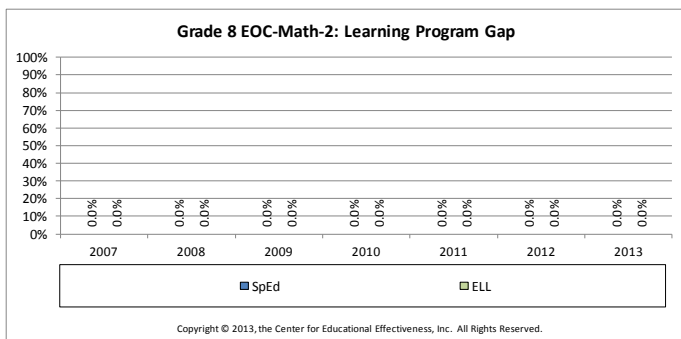 Grade 8 EOC-Math-2: Learning Program Gap
100%
90%
80%
70%
60%
50%
40%
30%
20%
10%
0%
0.0% 0.0% 0.0% 0.0% 0.0% 0.0% 0.0% 0.0% 0.0% 0.0% 0.0% 0.0% 0.0% 0.0%
2007 2008 2009 2010 2011 2012 2013
SpEd ELL
Copyright © 2013, the Center for Educational Effectiveness, Inc. All Rights Reserved.